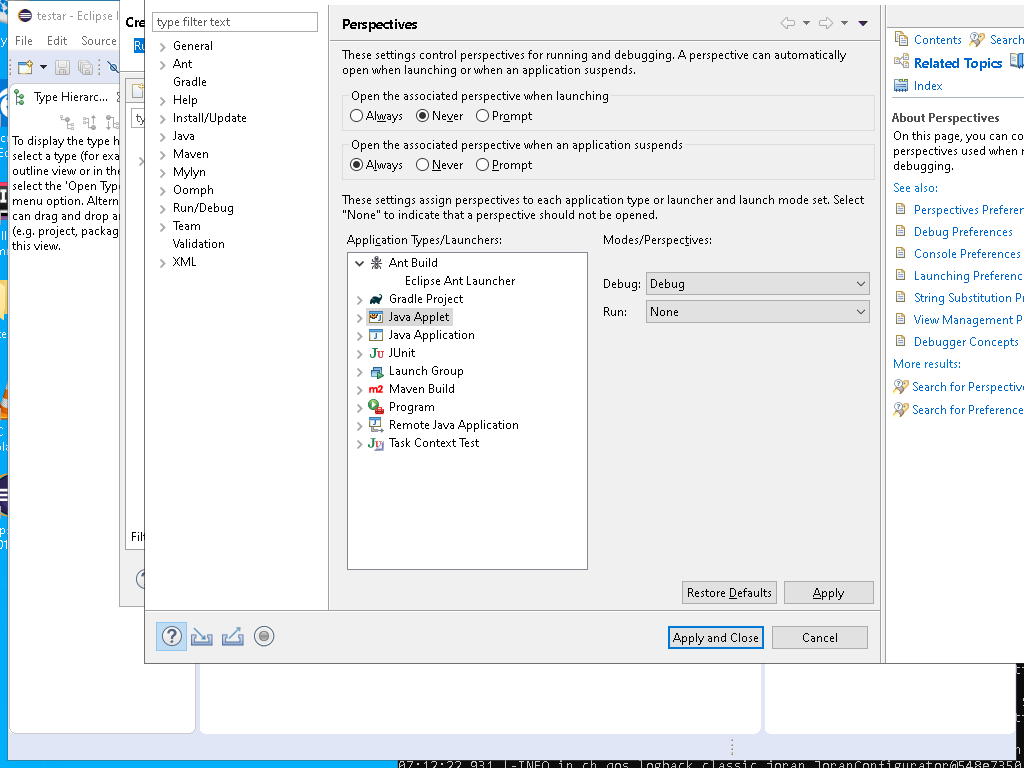 testar - Eclipse
File Edit Source
Type Hierarc...
To display the type h
select a type (for exa
outline view or in the
select the 'Open Type
menu option. Altern
can drag and drop a
(e.g. project, packag
this view.
Cre
Ru
ty
Filt
type filter text
General
Ant
Gradle
Help
Install/Update
Java
Maven
Mylyn
Oomph
Run/Debug
Team
Validation
XML
Perspectives
These settings control perspectives for running and debugging. A perspective can automatically
open when launching or when an application suspends.
Open the associated perspective when launching
Always Never Prompt
Open the associated perspective when an application suspends
Always Never Prompt
These settings assign perspectives to each application type or launcher and launch mode set. Select
"None" to indicate that a perspective should not be opened.
Application Types/Launchers:
Ant Build
Eclipse Ant Launcher
Gradle Project
Java Applet
Java Application
JUnit
Launch Group
Maven Build
Program
Remote Java Application
Task Context Test
Modes/Perspectives:
Debug: Debug
Run: None
Restore Defaults Apply
Apply and Close Cancel
Contents Search
Related Topics
Index
About Perspectives
On this page, you can co
perspectives used when r
debugging.
See also:
Perspectives Preferen
Debug Preferences
Console Preferences
Launching Preferenc
String Substitution Pr
View Management P
Debugger Concepts
More results:
Search for Perspective
Search for Preference
07:12:22,931 |-INFO in ch.qos.logback.classic.joran.JoranConfigurator@548e7350